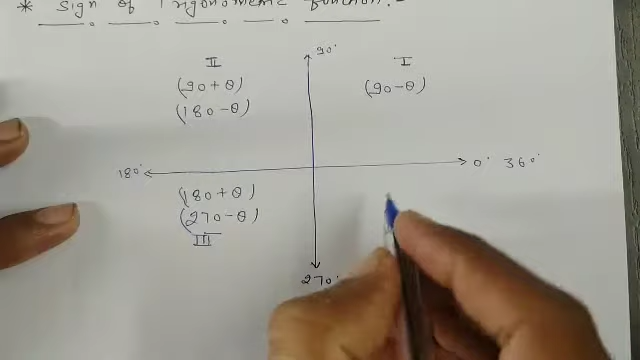 * Sign of Trigonometric function:-
90°
II
I
(90+θ)
(90-θ)
(180-θ)
180°
0° 360°
(180+θ)
(270-θ)
III
270°